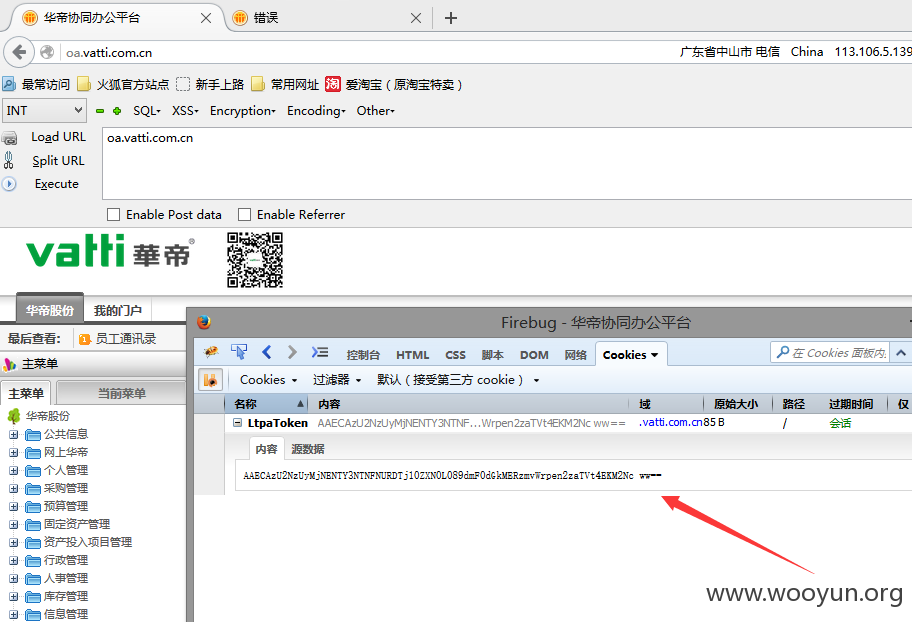 华帝协同办公平台
错误
oa.vatti.com.cn
广东省中山市 电信 China 113.106.5.139
最常访问 火狐官方站点 新手上路 常用网址 淘 爱淘宝（原淘宝特卖）
INT SQL XSS Encryption Encoding Other
Load URL
oa.vatti.com.cn
Split URL
Execute
Enable Post data Enable Referrer
vatti 華帝®
华帝股份 我的门户
最后查看: 1 员工通讯录
主菜单
主菜单 当前菜单
华帝股份
公共信息
网上华帝
个人管理
采购管理
预算管理
固定资产管理
资产投入项目管理
行政管理
人事管理
库存管理
信息管理
Firebug - 华帝协同办公平台
控制台 HTML CSS 脚本 DOM 网络 Cookies 在 Cookies 面板内
Cookies 过滤器 默认（接受第三方 cookie）
名称 内容 域 原始大小 路径 过期时间 仅
LtpaToken AAECAzU2NzUyMjNENTY3NTNF...Wrpen2zaTVt4EKM2Nc ww== .vatti.com.cn 85 B / 会话
内容 源数据
AAECAzU2NzUyMjNENTY3NTNFNURDTj10ZXN0L089dmF0dGkMERzmvWrpen2zaTVt4EKM2Nc ww==
www.wooyun.org